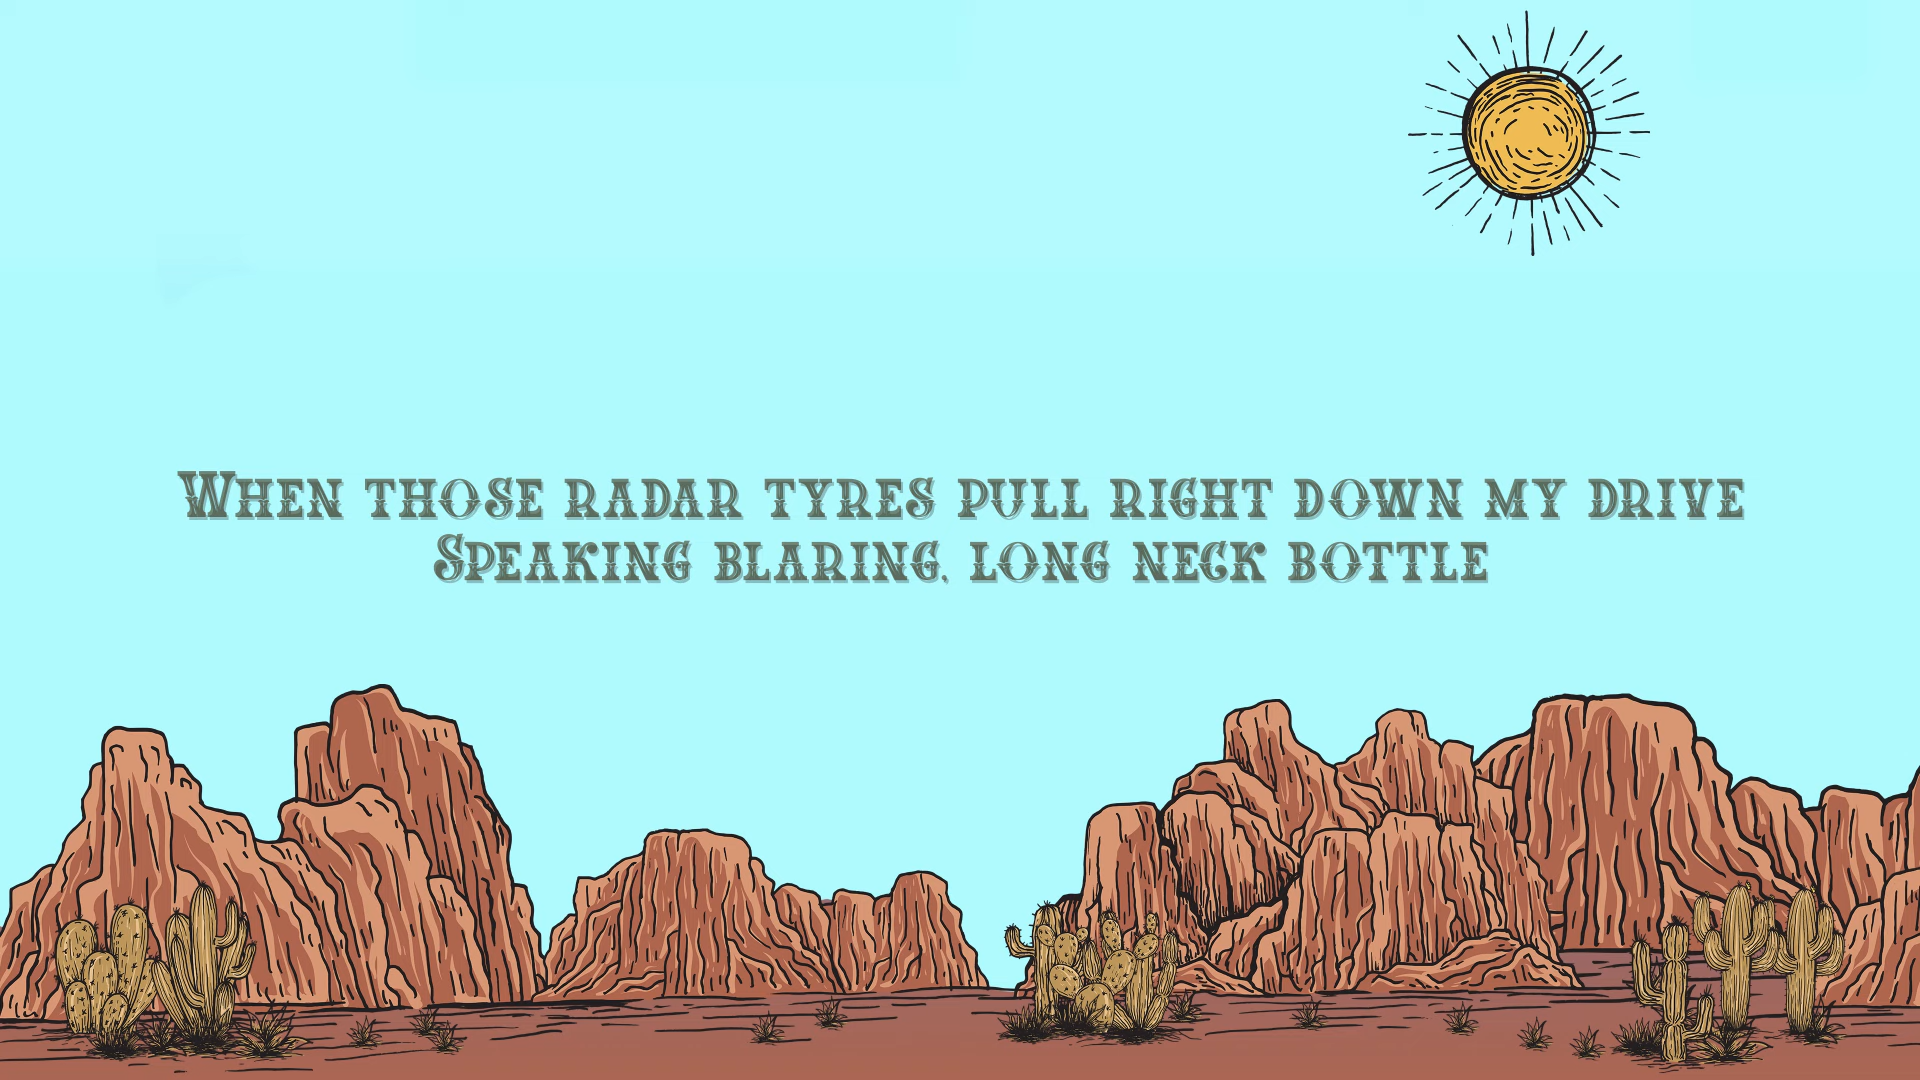 When those radar tyres pull right down my drive
Speaking blaring, long neck bottle